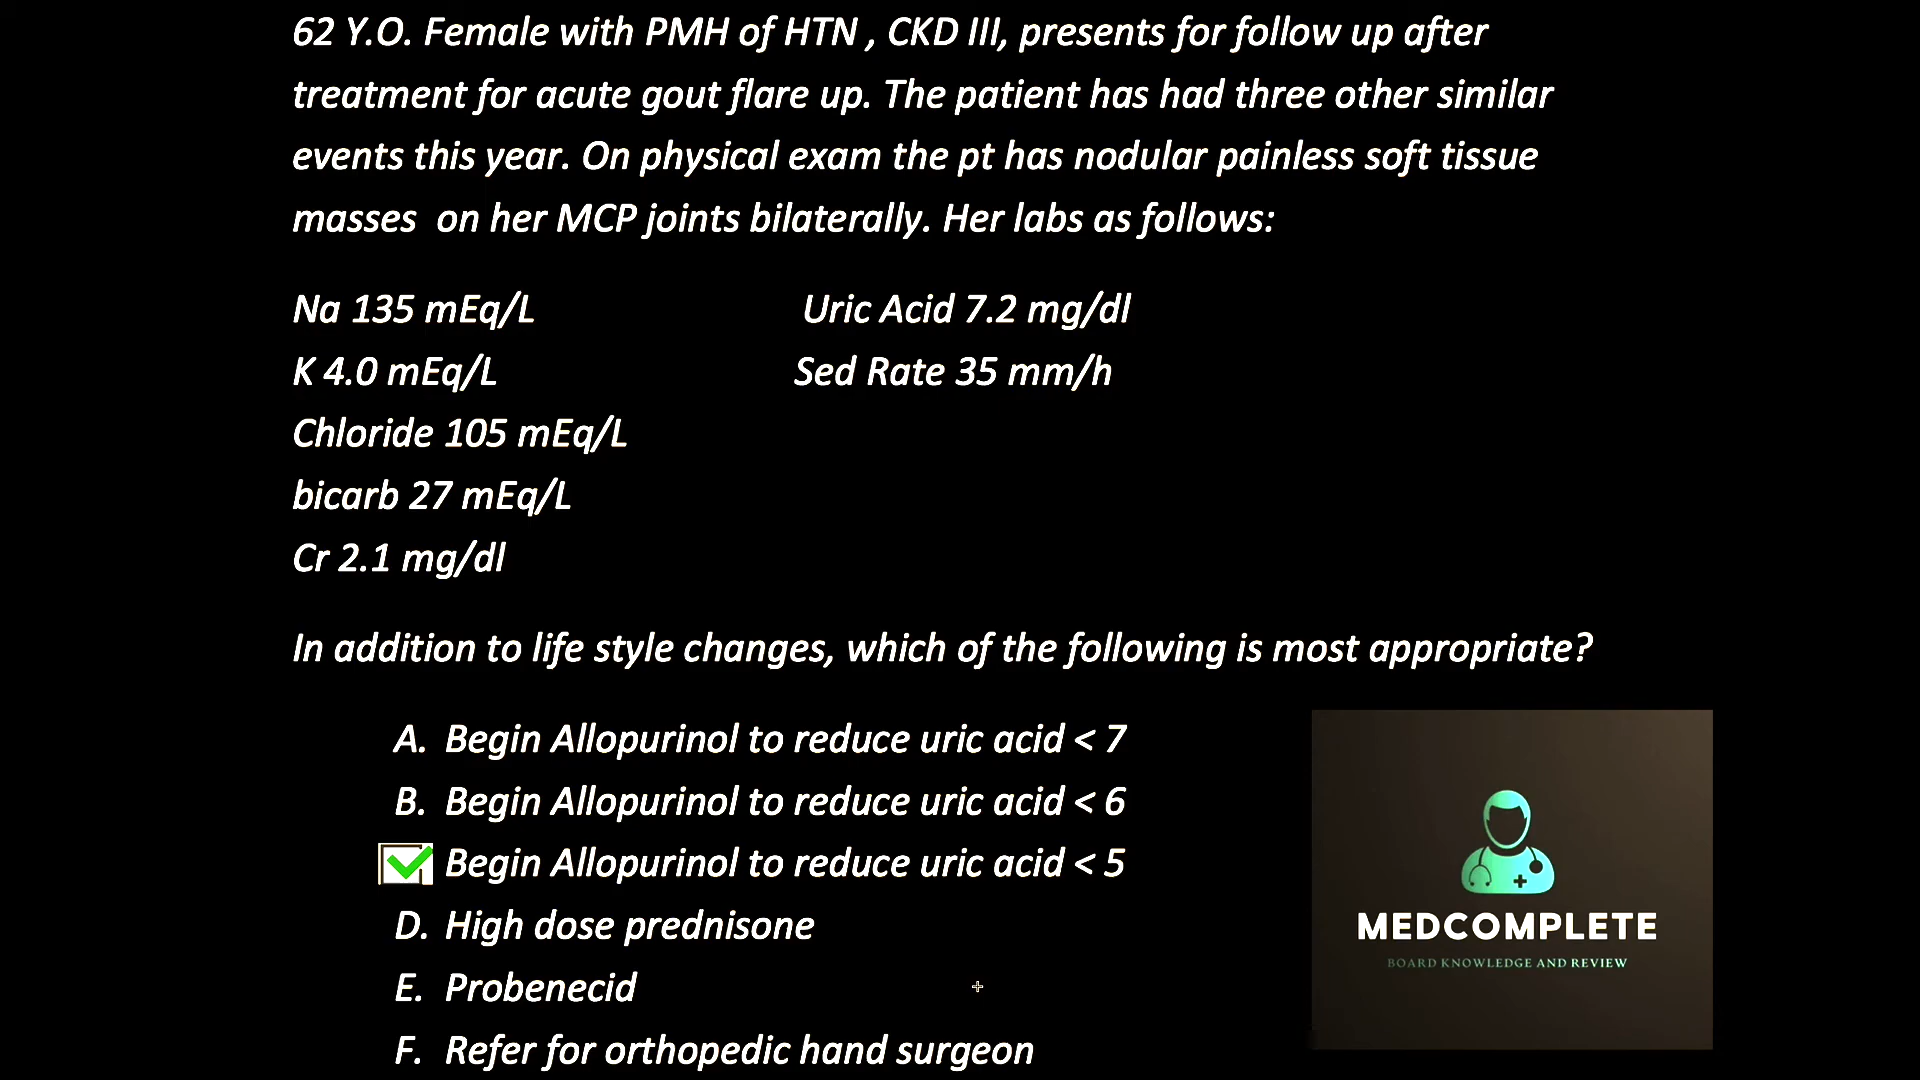 62 Y.O. Female with PMH of HTN , CKD III, presents for follow up after
treatment for acute gout flare up. The patient has had three other similar
events this year. On physical exam the pt has nodular painless soft tissue
masses on her MCP joints bilaterally. Her labs as follows:
Na 135 mEq/L Uric Acid 7.2 mg/dl
K 4.0 mEq/L Sed Rate 35 mm/h
Chloride 105 mEq/L
bicarb 27 mEq/L
Cr 2.1 mg/dl
In addition to life style changes, which of the following is most appropriate?
A. Begin Allopurinol to reduce uric acid < 7
B. Begin Allopurinol to reduce uric acid < 6
Begin Allopurinol to reduce uric acid < 5
D. High dose prednisone
E. Probenecid
F. Refer for orthopedic hand surgeon
MEDCOMPLETE
BOARD KNOWLEDGE AND REVIEW